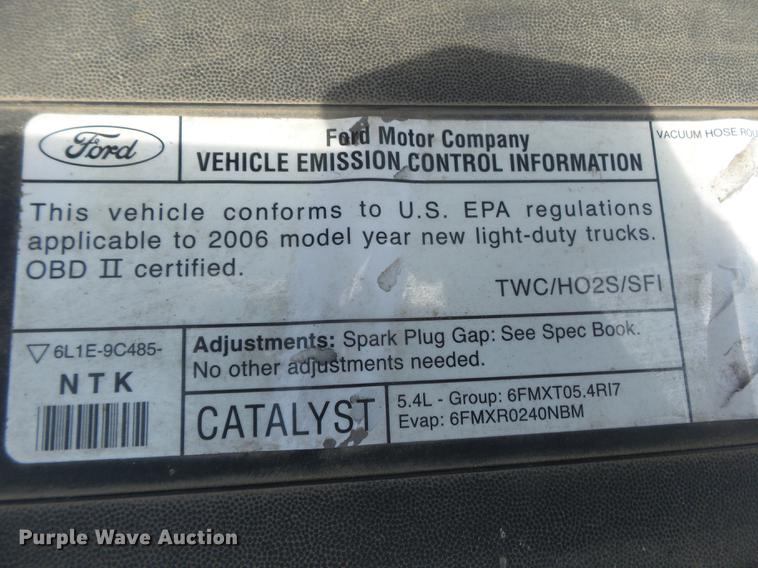 Ford
Ford Motor Company
VEHICLE EMISSION CONTROL INFORMATION
VACUUM HOSE ROU
This vehicle conforms to U.S. EPA regulations
applicable to 2006 model year new light-duty trucks.
OBD II certified.
TWC/HO2S/SFI
6L1E-9C485-
NTK
Adjustments: Spark Plug Gap: See Spec Book.
No other adjustments needed.
CATALYST
5.4L - Group: 6FMXT05.4RI7
Evap: 6FMXR0240NBM
Purple Wave Auction